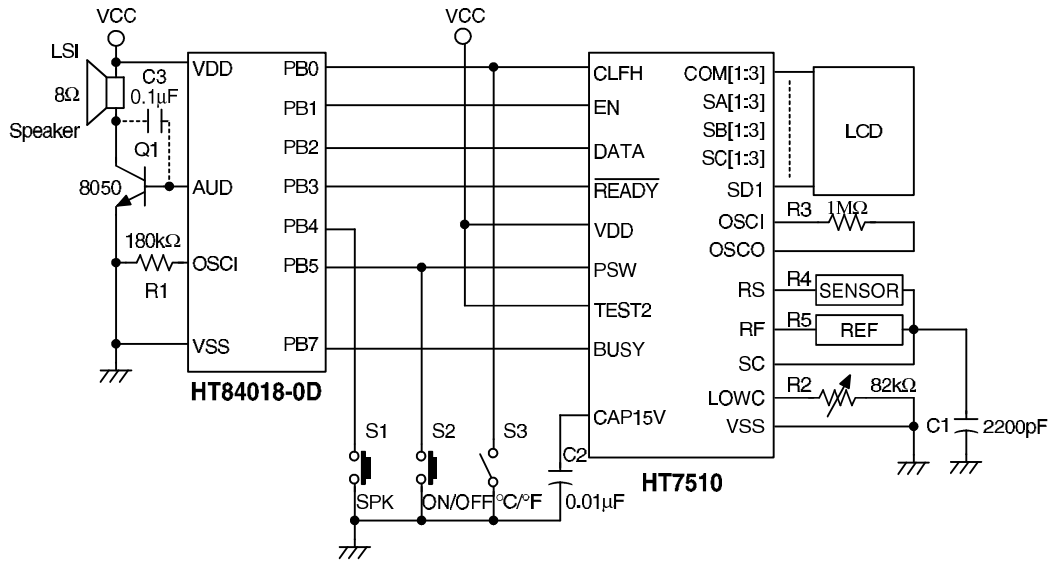 VCC
LSI
8Ω
Speaker
C3
0.1µF
Q1
8050
180kΩ
R1
VDD
AUD
OSCI
VSS
PB0
PB1
PB2
PB3
PB4
PB5
PB7
HT84018-0D
VCC
CLFH
EN
DATA
READY
VDD
PSW
TEST2
BUSY
CAP15V
COM[1:3]
SA[1:3]
SB[1:3]
SC[1:3]
SD1
OSCI
OSCO
RS
RF
SC
LOWC
VSS
HT7510
LCD
R3
1MΩ
R4
SENSOR
R5
REF
R2
82kΩ
C1
2200pF
S1
SPK
S2
ON/OFF
S3
°C/°F
C2
0.01µF